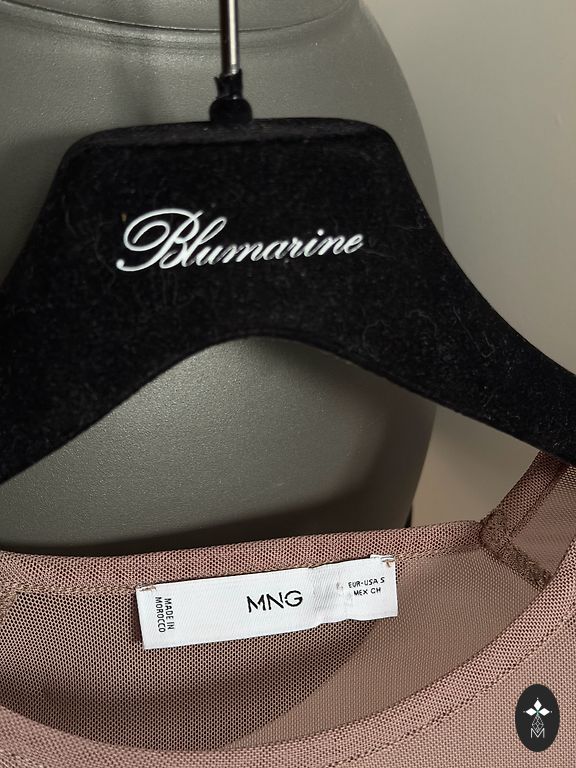 Blumarine
MADE IN
MOROCCO
MNG
EUR-USA S
MEX CH